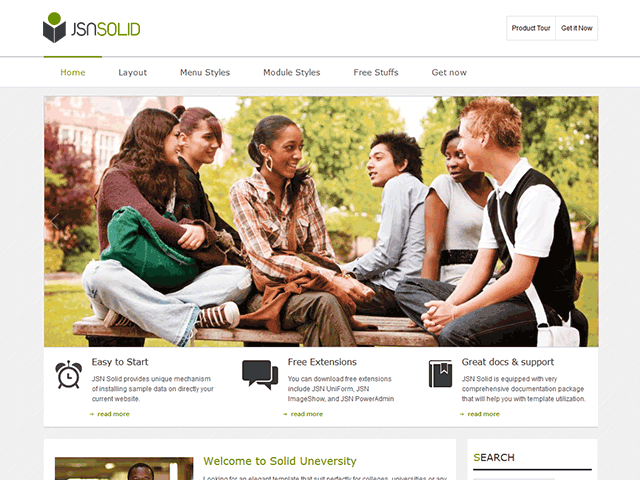 JSNSOLID
Product Tour
Get it Now
Home
Layout
Menu Styles
Module Styles
Free Stuffs
Get now
Easy to Start
JSN Solid provides unique mechanism
of installing sample data on directly your
current website.
read more
Free Extensions
You can download free extensions
include JSN UniForm, JSN
ImageShow, and JSN PowerAdmin
read more
Great docs & support
JSN Solid is equipped with very
comprehensive documentation package
that will help you with template utilization.
read more
Welcome to Solid Uneversity
Looking for an elegant template that suit perfectly for colleges, universities or any
SEARCH